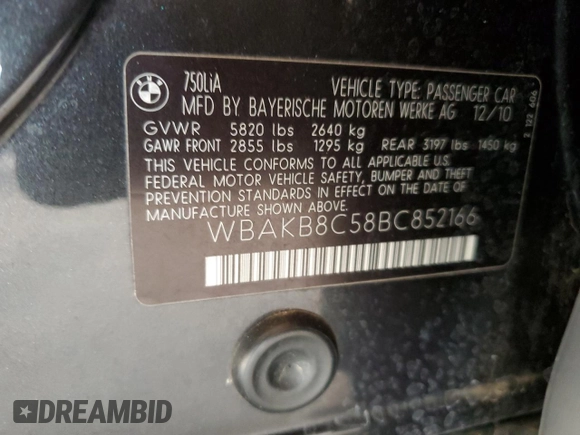 BMW
750LiA
VEHICLE TYPE: PASSENGER CAR
MFD BY BAYERISCHE MOTOREN WERKE AG 12/10
GVWR 5820 lbs 2640 kg
GAWR FRONT 2855 lbs 1295 kg REAR 3197 lbs 1450 kg
THIS VEHICLE CONFORMS TO ALL APPLICABLE U.S.
FEDERAL MOTOR VEHICLE SAFETY, BUMPER AND THEFT
PREVENTION STANDARDS IN EFFECT ON THE DATE OF
MANUFACTURE SHOWN ABOVE.
WBAKB8C58BC852166
DREAMBID